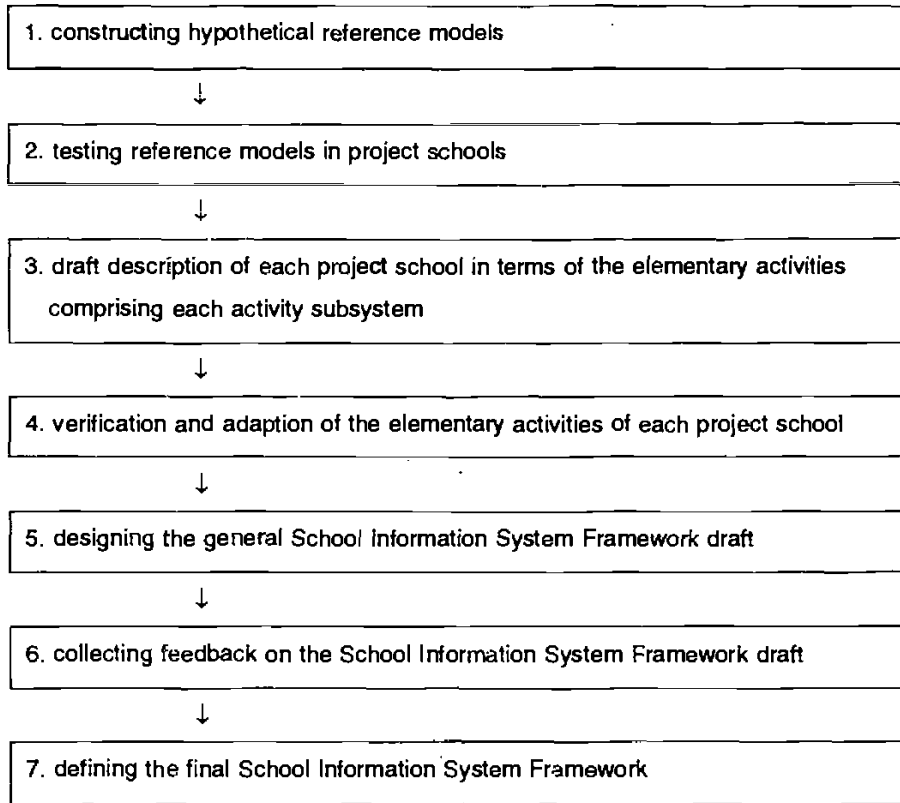 1. constructing hypothetical reference models
↓
2. testing reference models in project schools
↓
3. draft description of each project school in terms of the elementary activities
comprising each activity subsystem
↓
4. verification and adaption of the elementary activities of each project school
↓
5. designing the general School Information System Framework draft
↓
6. collecting feedback on the School Information System Framework draft
↓
7. defining the final School Information System Framework